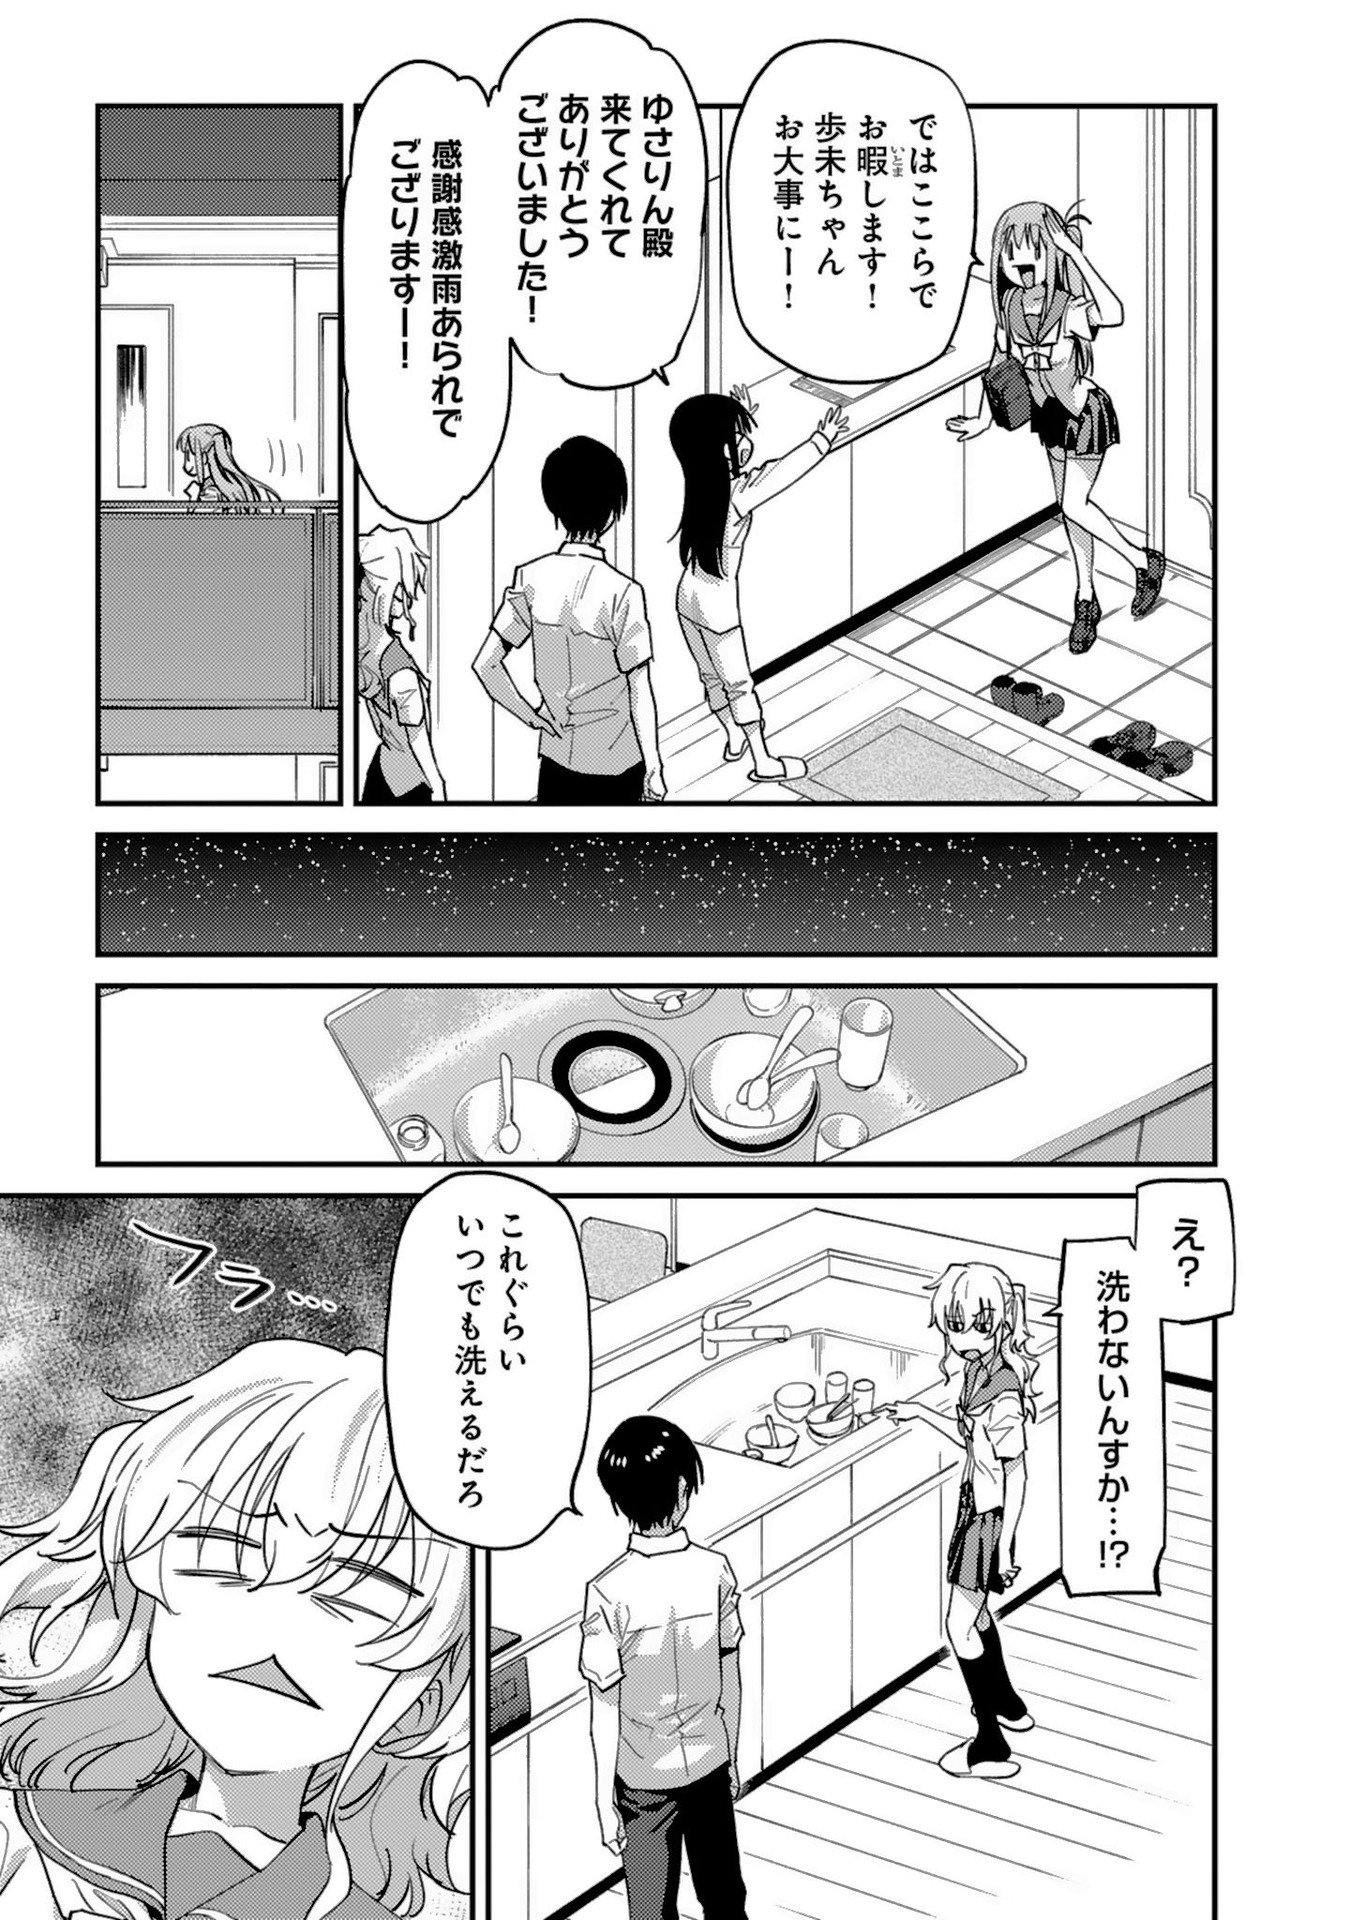 ではここらで
お暇します！
いとま
歩未ちゃん
お大事にー！
ゆさりん殿
来てくれて
ありがとう
ございました！
感謝感激雨あられで
ござりますー！
え？
洗わないんすか…!?
これぐらい
いつでも洗えるだろ
フラ…